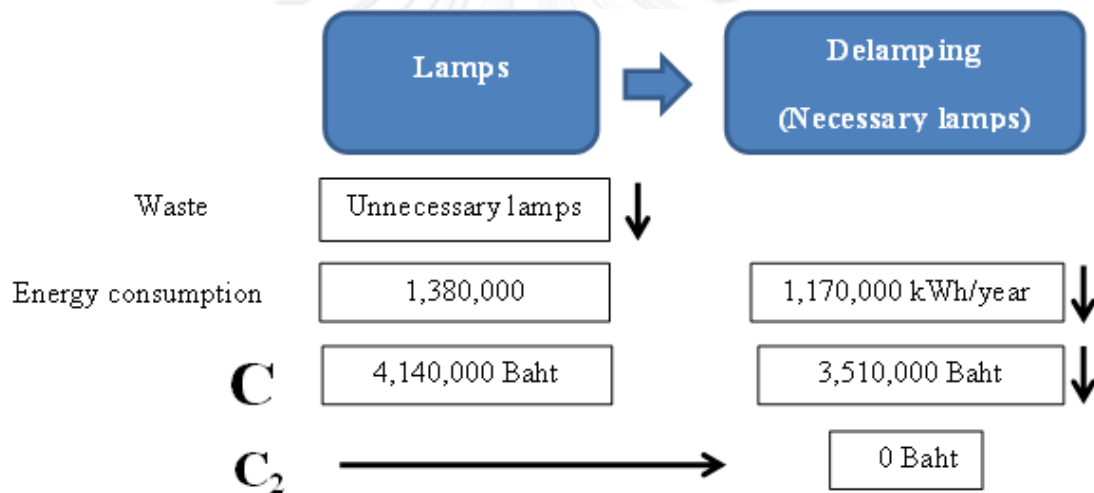 Lamps
Delamping
(Necessary lamps)
Waste
Unnecessary lamps
Energy consumption
1,380,000
1,170,000 kWh/year
C
4,140,000 Baht
3,510,000 Baht
C₂
0 Baht